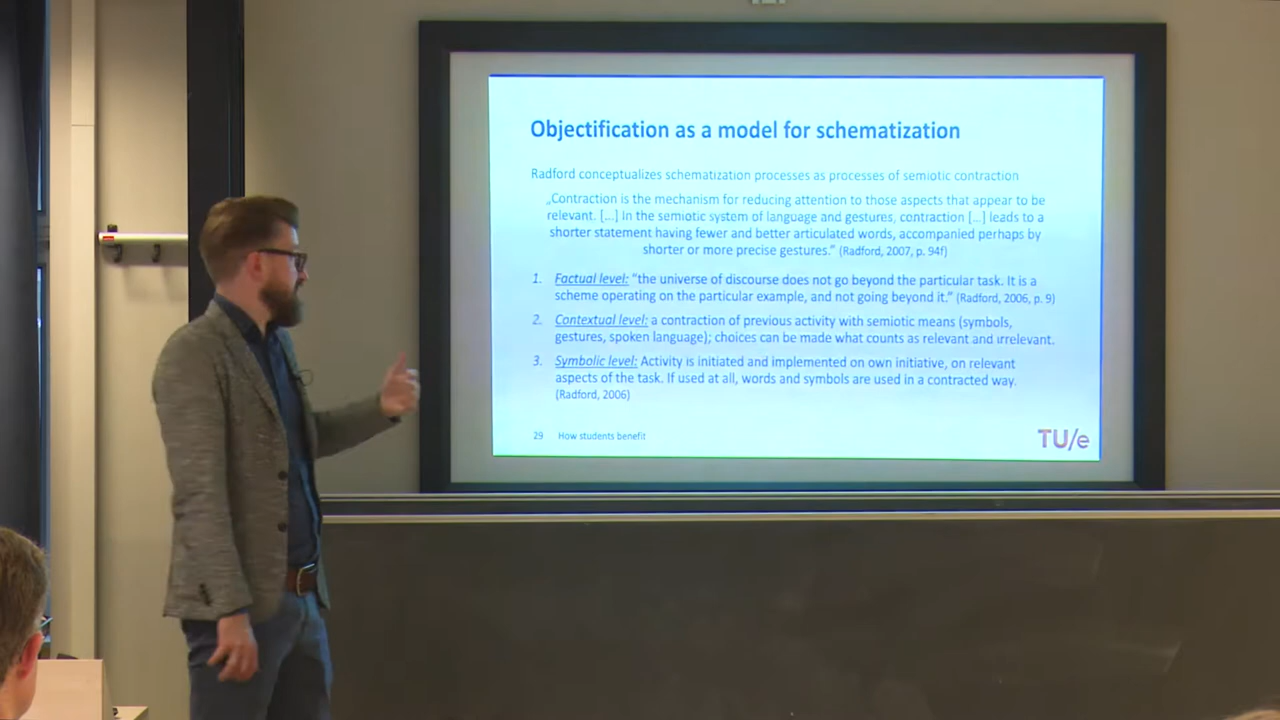 Objectification as a model for schematization
Radford conceptualizes schematization processes as processes of semiotic contraction
„Contraction is the mechanism for reducing attention to those aspects that appear to be
relevant. [...] In the semiotic system of language and gestures, contraction [...] leads to a
shorter statement having fewer and better articulated words, accompanied perhaps by
shorter or more precise gestures.” (Radford, 2007, p. 94f)
1. Factual level: “the universe of discourse does not go beyond the particular task. It is a
scheme operating on the particular example, and not going beyond it.” (Radford, 2006, p. 9)
2. Contextual level: a contraction of previous activity with semiotic means (symbols,
gestures, spoken language); choices can be made what counts as relevant and irrelevant.
3. Symbolic level: Activity is initiated and implemented on own initiative, on relevant
aspects of the task. If used at all, words and symbols are used in a contracted way.
(Radford, 2006)
29 How students benefit
TU/e